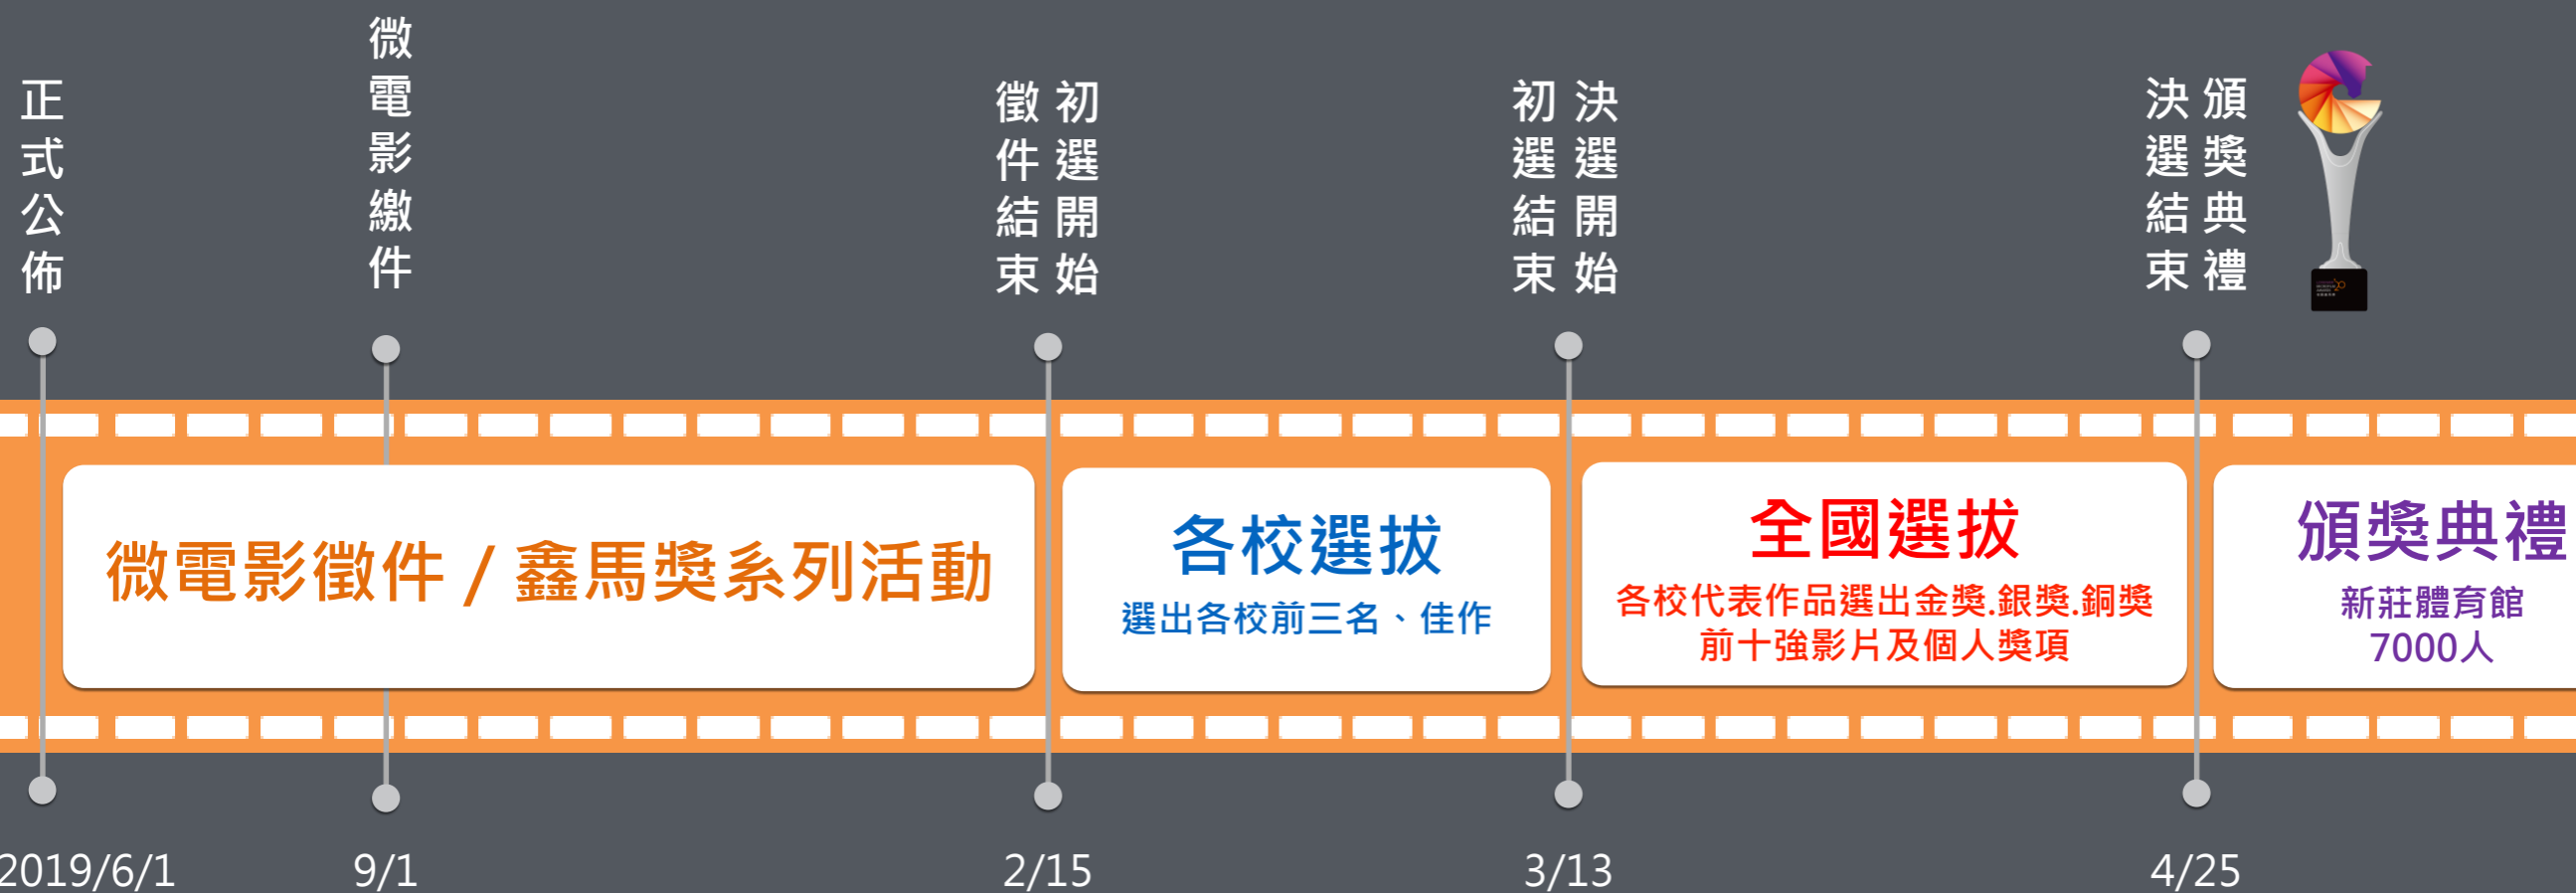 正式公佈
微電影繳件
徵件結束
初選開始
初選結束
決選開始
決選結束
頒獎典禮
微電影徵件 / 鑫馬獎系列活動
各校選拔
選出各校前三名、佳作
全國選拔
各校代表作品選出金獎.銀獎.銅獎
前十強影片及個人獎項
頒獎典禮
新莊體育館
7000人
2019/6/1
9/1
2/15
3/13
4/25